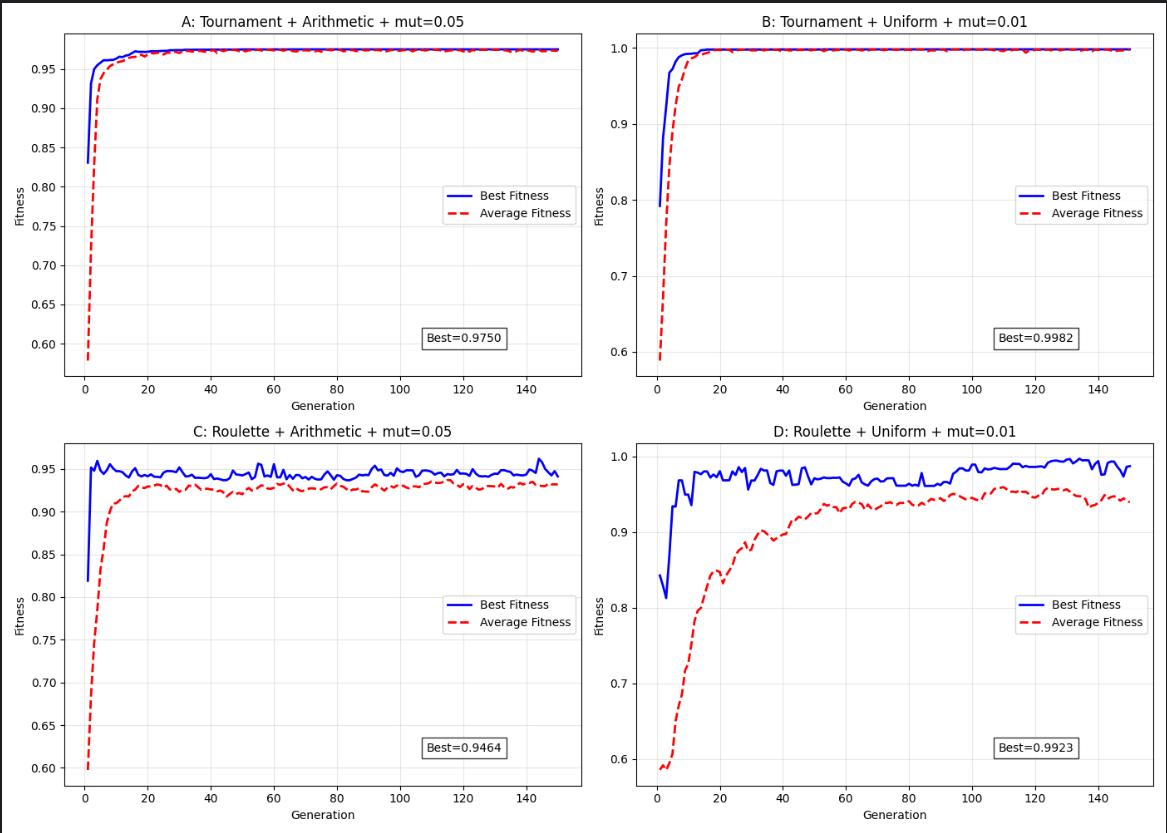 A: Tournament + Arithmetic + mut=0.05
Fitness
0.95
0.90
0.85
0.80
0.75
0.70
0.65
0.60
Best Fitness
Average Fitness
Best=0.9750
0 20 40 60 80 100 120 140
Generation
B: Tournament + Uniform + mut=0.01
Fitness
1.0
0.9
0.8
0.7
0.6
Best Fitness
Average Fitness
Best=0.9982
0 20 40 60 80 100 120 140
Generation
C: Roulette + Arithmetic + mut=0.05
Fitness
0.95
0.90
0.85
0.80
0.75
0.70
0.65
0.60
Best Fitness
Average Fitness
Best=0.9464
0 20 40 60 80 100 120 140
Generation
D: Roulette + Uniform + mut=0.01
Fitness
1.0
0.9
0.8
0.7
0.6
Best Fitness
Average Fitness
Best=0.9923
0 20 40 60 80 100 120 140
Generation